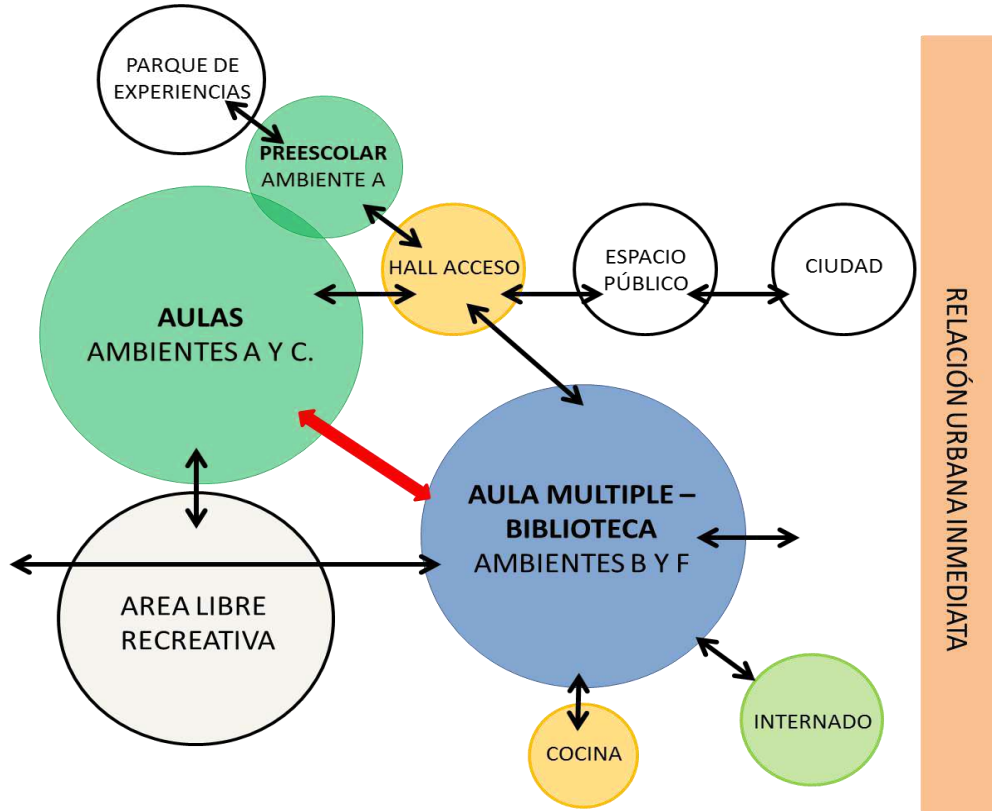 PARQUE DE
EXPERIENCIAS
PREESCOLAR
AMBIENTE A
HALL ACCESO
ESPACIO
PÚBLICO
CIUDAD
AULAS
AMBIENTES A Y C.
AULA MULTIPLE –
BIBLIOTECA
AMBIENTES B Y F
AREA LIBRE
RECREATIVA
COCINA
INTERNADO
RELACIÓN URBANA INMEDIATA